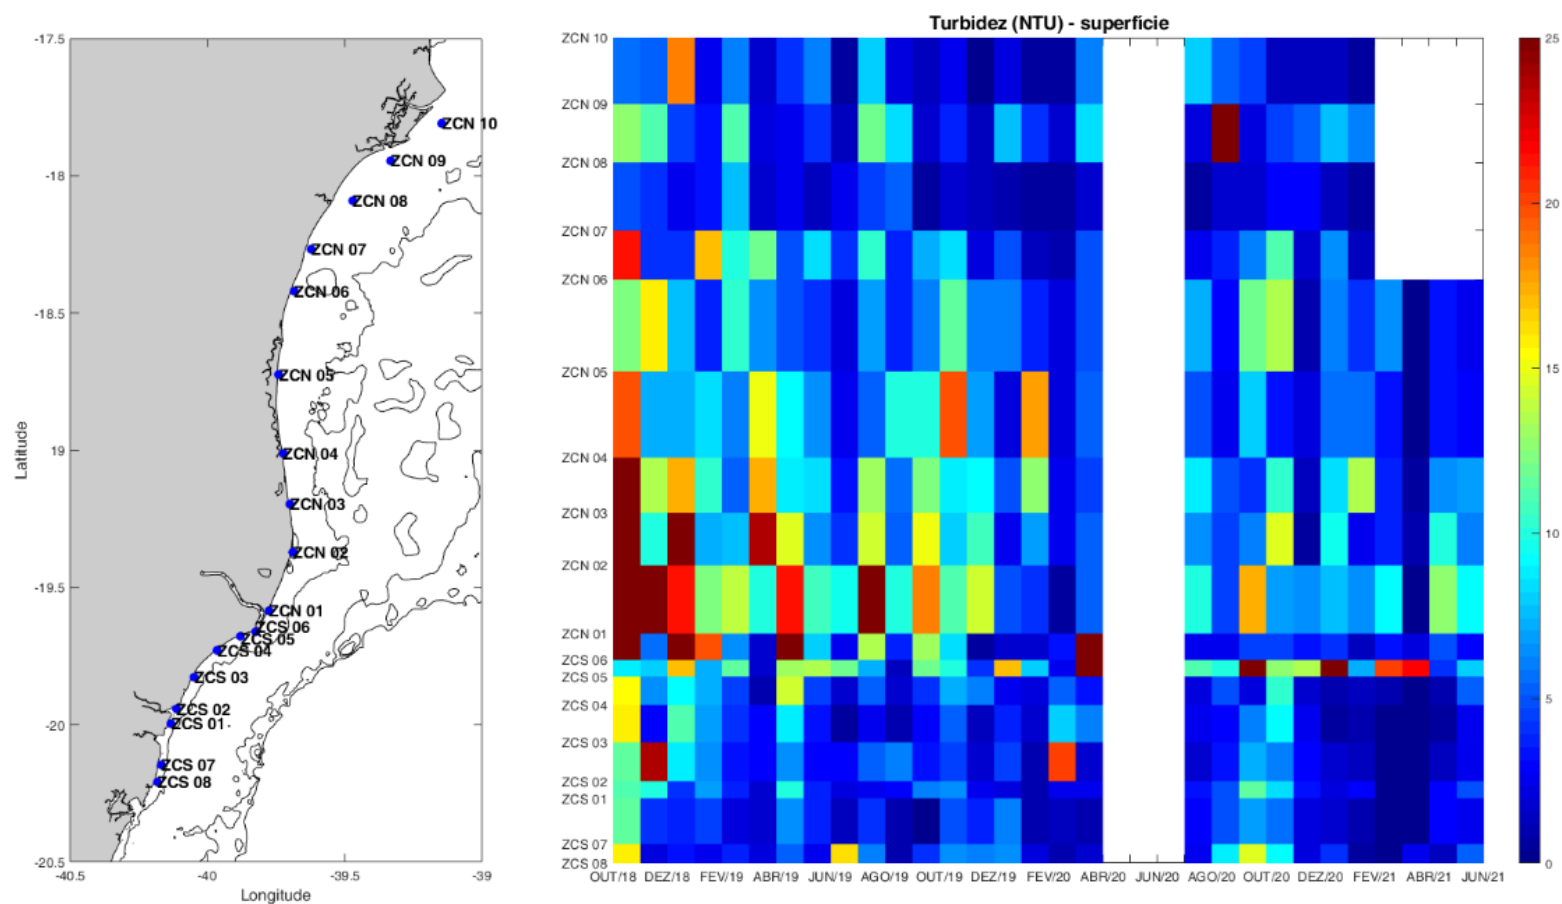 Turbidez (NTU) - superfície
-17.5
-18
-18.5
-19
-19.5
-20
-20.5
Latitude
-40.5
-40
-39.5
-39
Longitude
ZCN 10
ZCN 09
ZCN 08
ZCN 07
ZCN 06
ZCN 05
ZCN 04
ZCN 03
ZCN 02
ZCN 01
ZCS 06
ZCS 05
ZCS 04
ZCS 03
ZCS 02
ZCS 01
ZCS 07
ZCS 08
ZCN 10
ZCN 09
ZCN 08
ZCN 07
ZCN 06
ZCN 05
ZCN 04
ZCN 03
ZCN 02
ZCN 01
ZCS 06
ZCS 05
ZCS 04
ZCS 03
ZCS 02
ZCS 01
ZCS 07
ZCS 08
OUT/18 DEZ/18 FEV/19 ABR/19 JUN/19 AGO/19 OUT/19 DEZ/19 FEV/20 ABR/20 JUN/20 AGO/20 OUT/20 DEZ/20 FEV/21 ABR/21 JUN/21
25
20
15
10
5
0